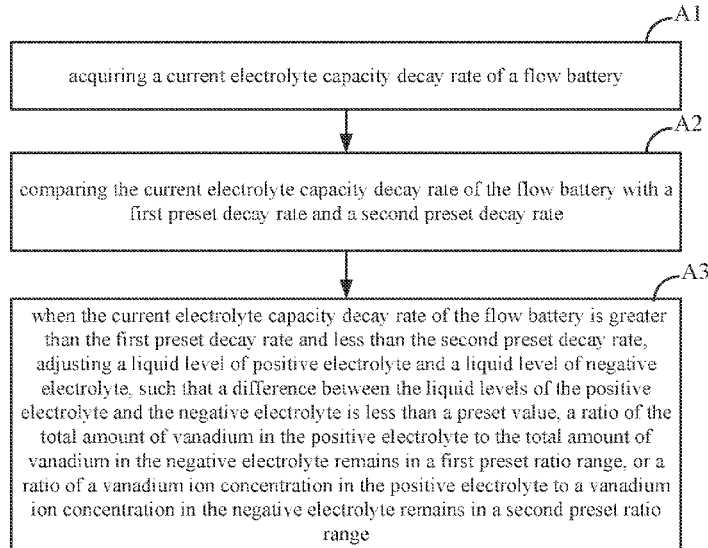 A1
acquiring a current electrolyte capacity decay rate of a flow battery
A2
comparing the current electrolyte capacity decay rate of the flow battery with a
first preset decay rate and a second preset decay rate
A3
when the current electrolyte capacity decay rate of the flow battery is greater
than the first preset decay rate and less than the second preset decay rate,
adjusting a liquid level of positive electrolyte and a liquid level of negative
electrolyte, such that a difference between the liquid levels of the positive
electrolyte and the negative electrolyte is less than a preset value, a ratio of the
total amount of vanadium in the positive electrolyte to the total amount of
vanadium in the negative electrolyte remains in a first preset ratio range, or a
ratio of a vanadium ion concentration in the positive electrolyte to a vanadium
ion concentration in the negative electrolyte remains in a second preset ratio
range